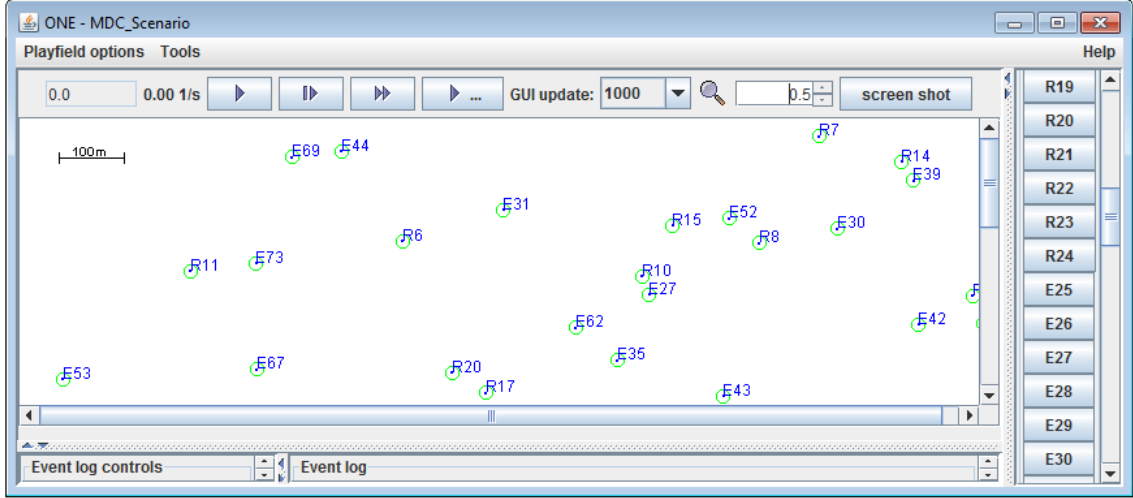 ONE - MDC_Scenario
Playfield options Tools Help
0.0 0.00 1/s ... GUI update: 1000 0.5 screen shot
100m
E69
E44
R7
R14
E39
E31
R15
E52
E30
R6
R8
R11
E73
R10
E27
E62
E42
E35
E53
E67
R20
R17
E43
R19
R20
R21
R22
R23
R24
E25
E26
E27
E28
E29
E30
Event log controls Event log